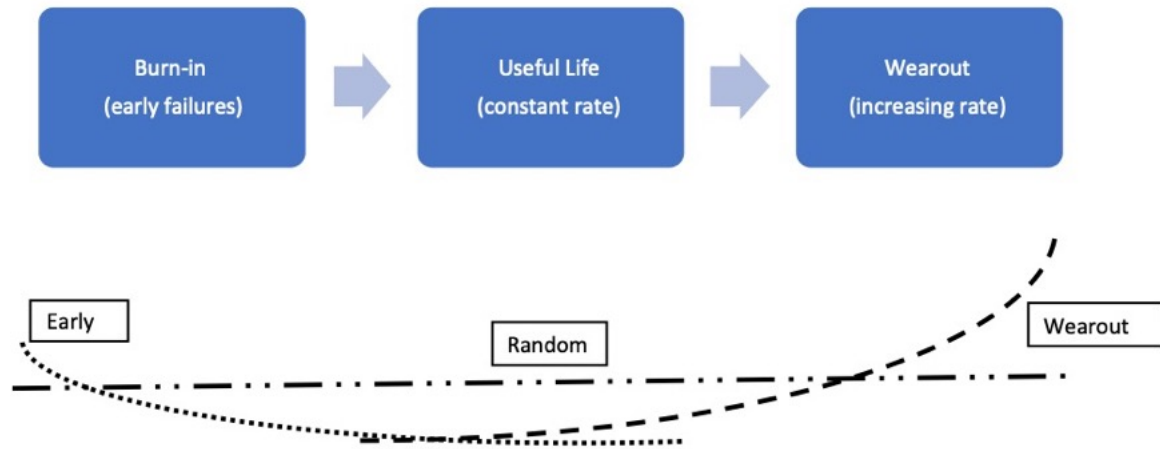 Burn-in
(early failures)
Useful Life
(constant rate)
Wearout
(increasing rate)
Early
Random
Wearout